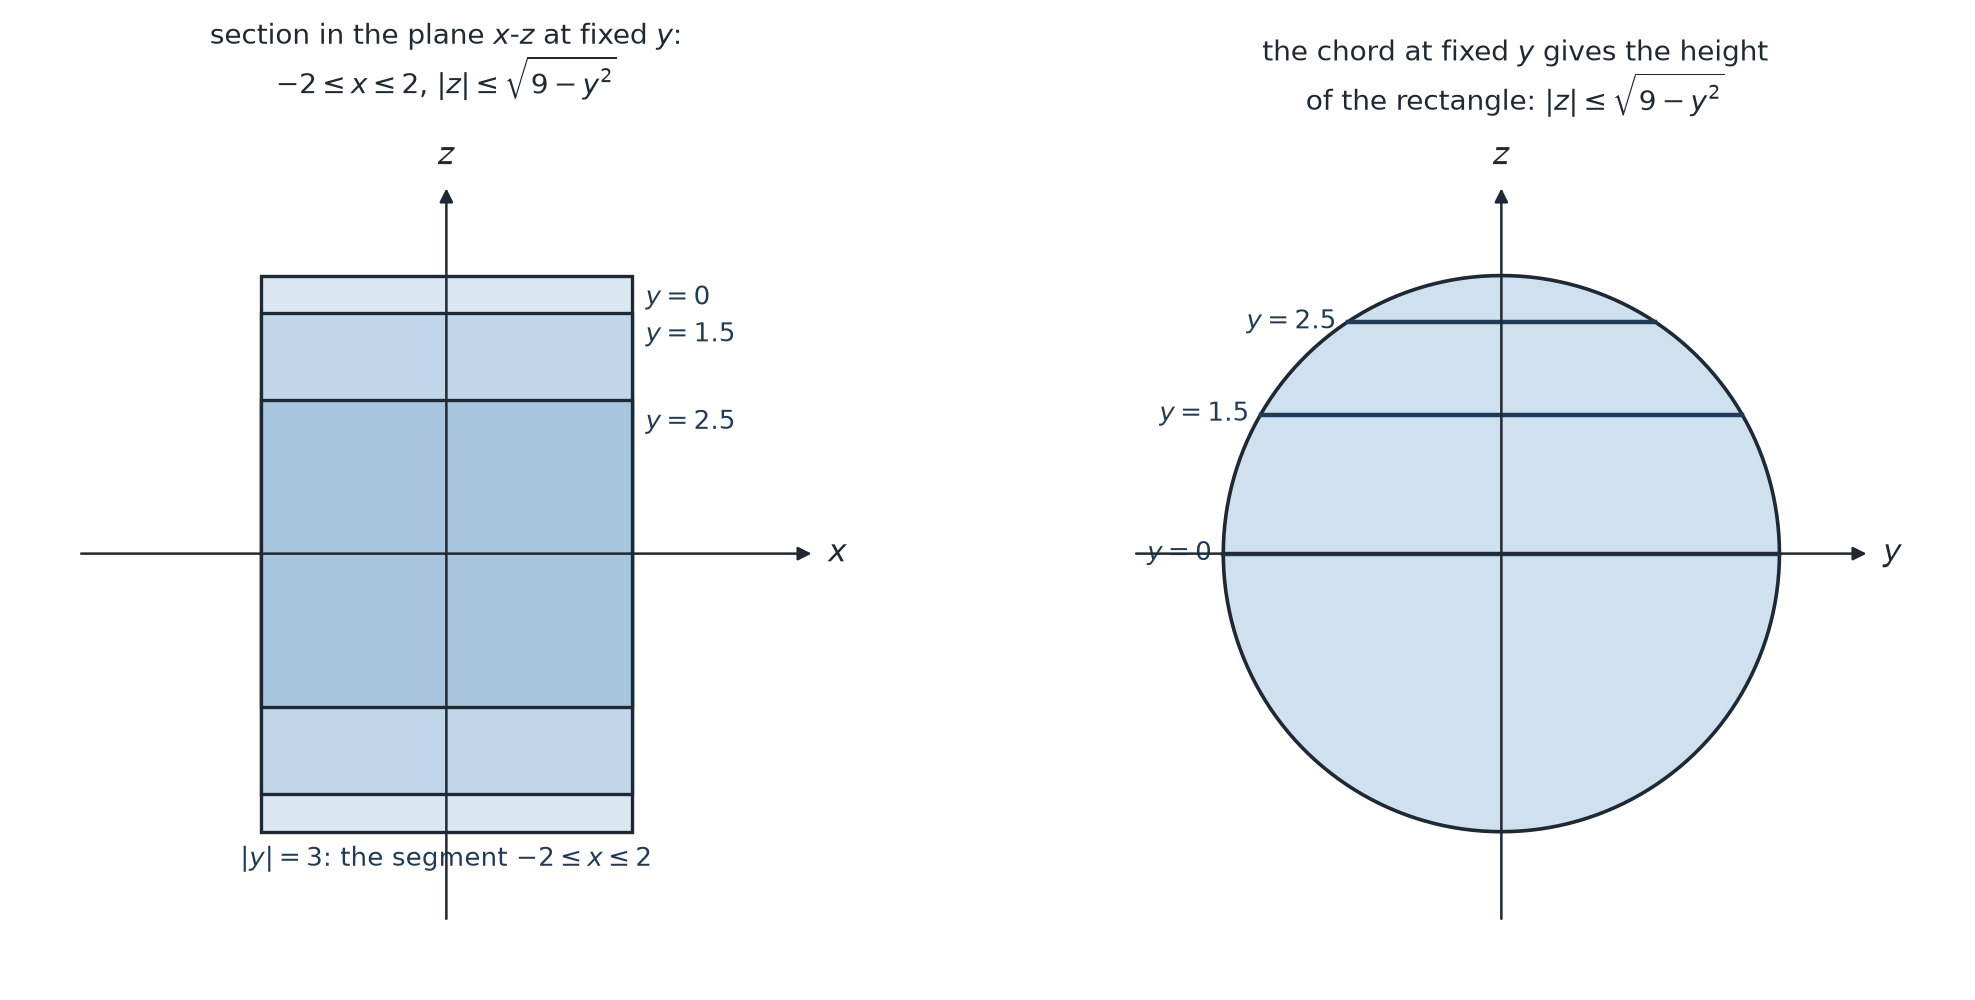 section in the plane x-z at fixed y:
−2 ≤ x ≤ 2, |z| ≤ √(9 − y²)
z
y = 0
y = 1.5
y = 2.5
x
|y| = 3: the segment −2 ≤ x ≤ 2
the chord at fixed y gives the height
of the rectangle: |z| ≤ √(9 − y²)
z
y = 2.5
y = 1.5
y = 0
y